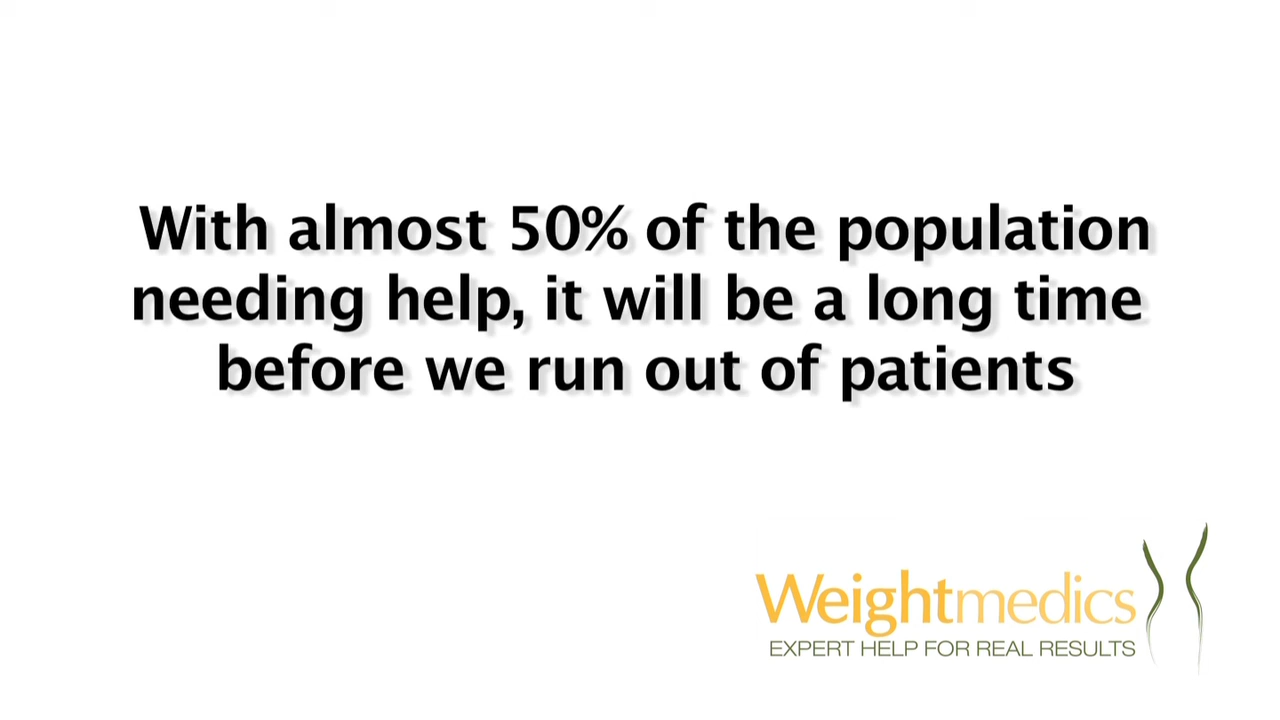 With almost 50% of the population
needing help, it will be a long time
before we run out of patients
Weightmedics
EXPERT HELP FOR REAL RESULTS